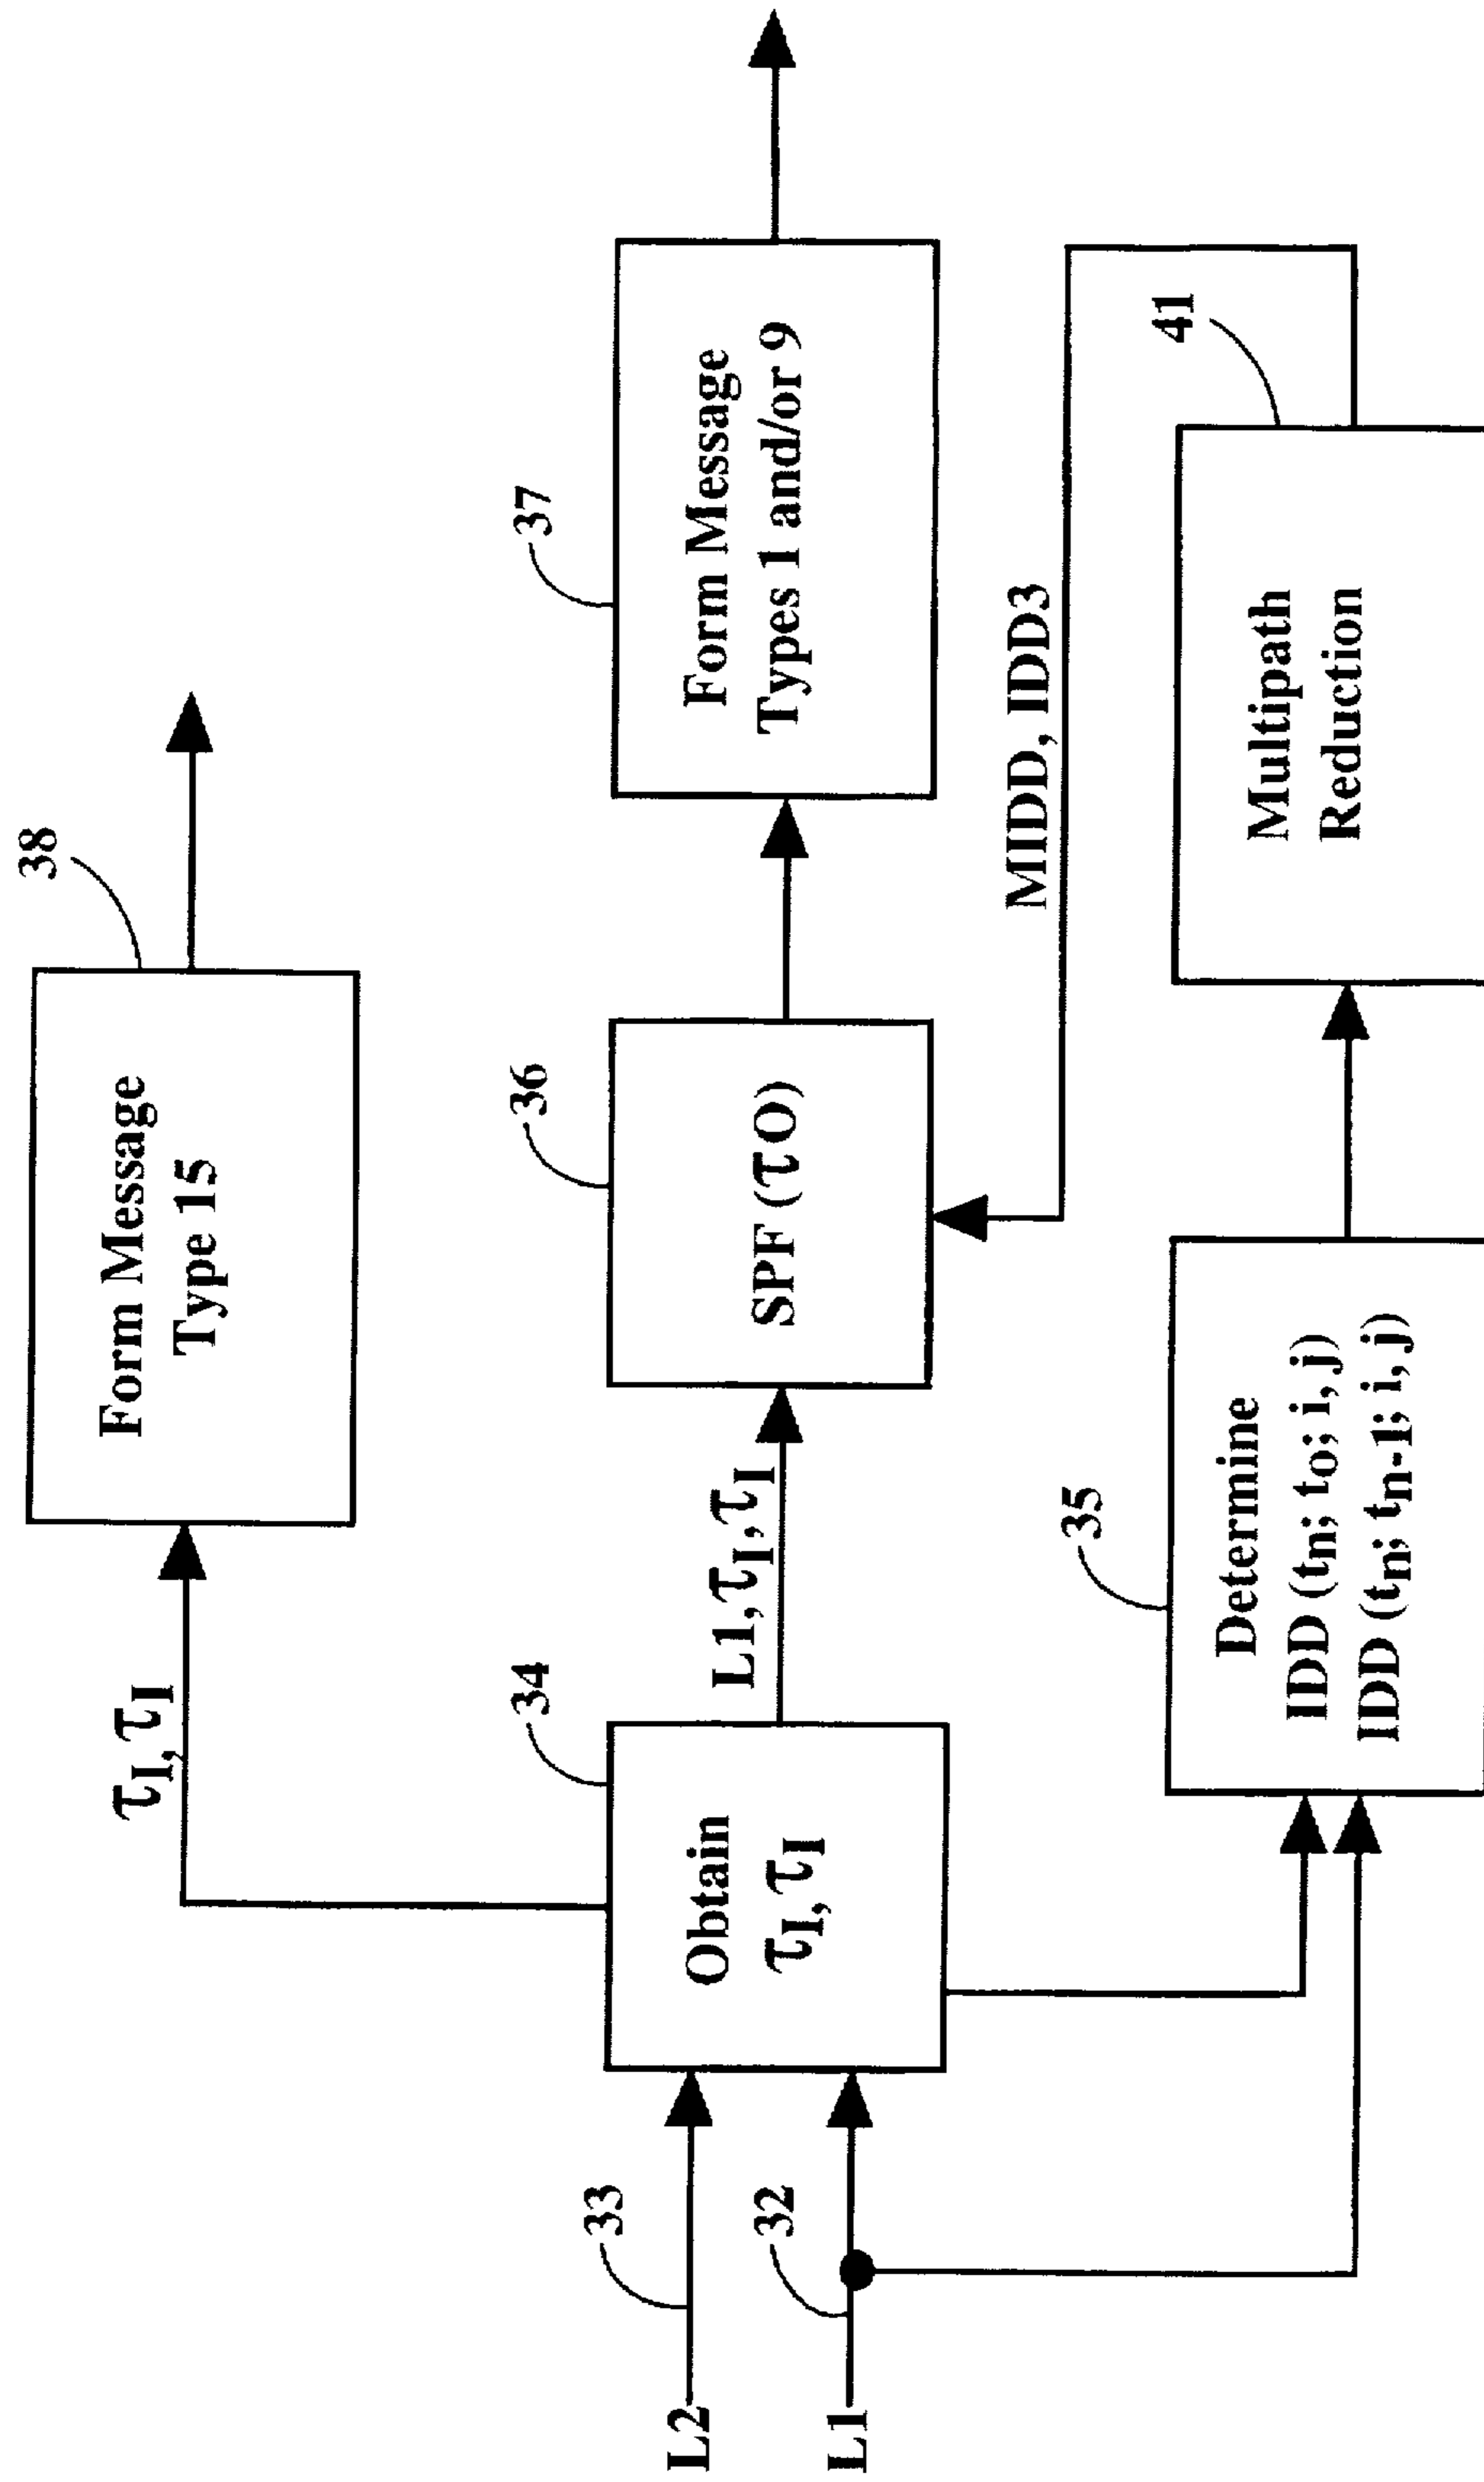 38
Form Message
Type 15
τI, τI
37
Form Message
Types 1 and/or 9
36
SPF (τO)
L1, τI, τI
34
Obtain
τI, τI
33
L2
32
L1
MIDD, IDD3
41
Multipath
Reduction
35
Determine
IDD (tn; to; i, j)
IDD (tn; tn-1; i, j)